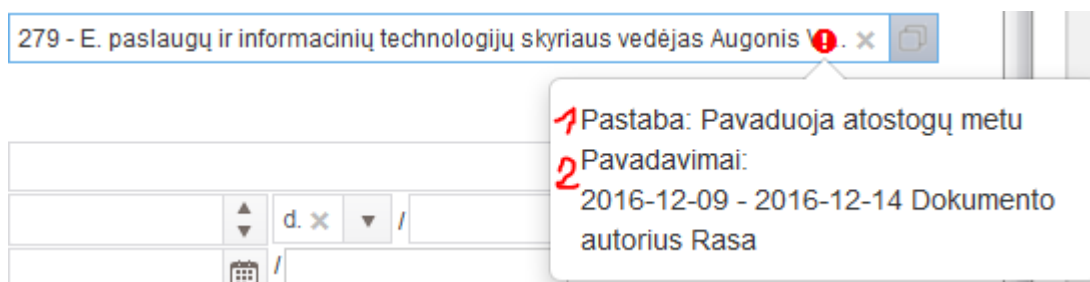 279 - E. paslaugų ir informacinių technologijų skyriaus vedėjas Augonis
1 Pastaba: Pavaduoja atostogų metu
2 Pavadavimai:
2016-12-09 - 2016-12-14 Dokumento
autorius Rasa
d. /
/